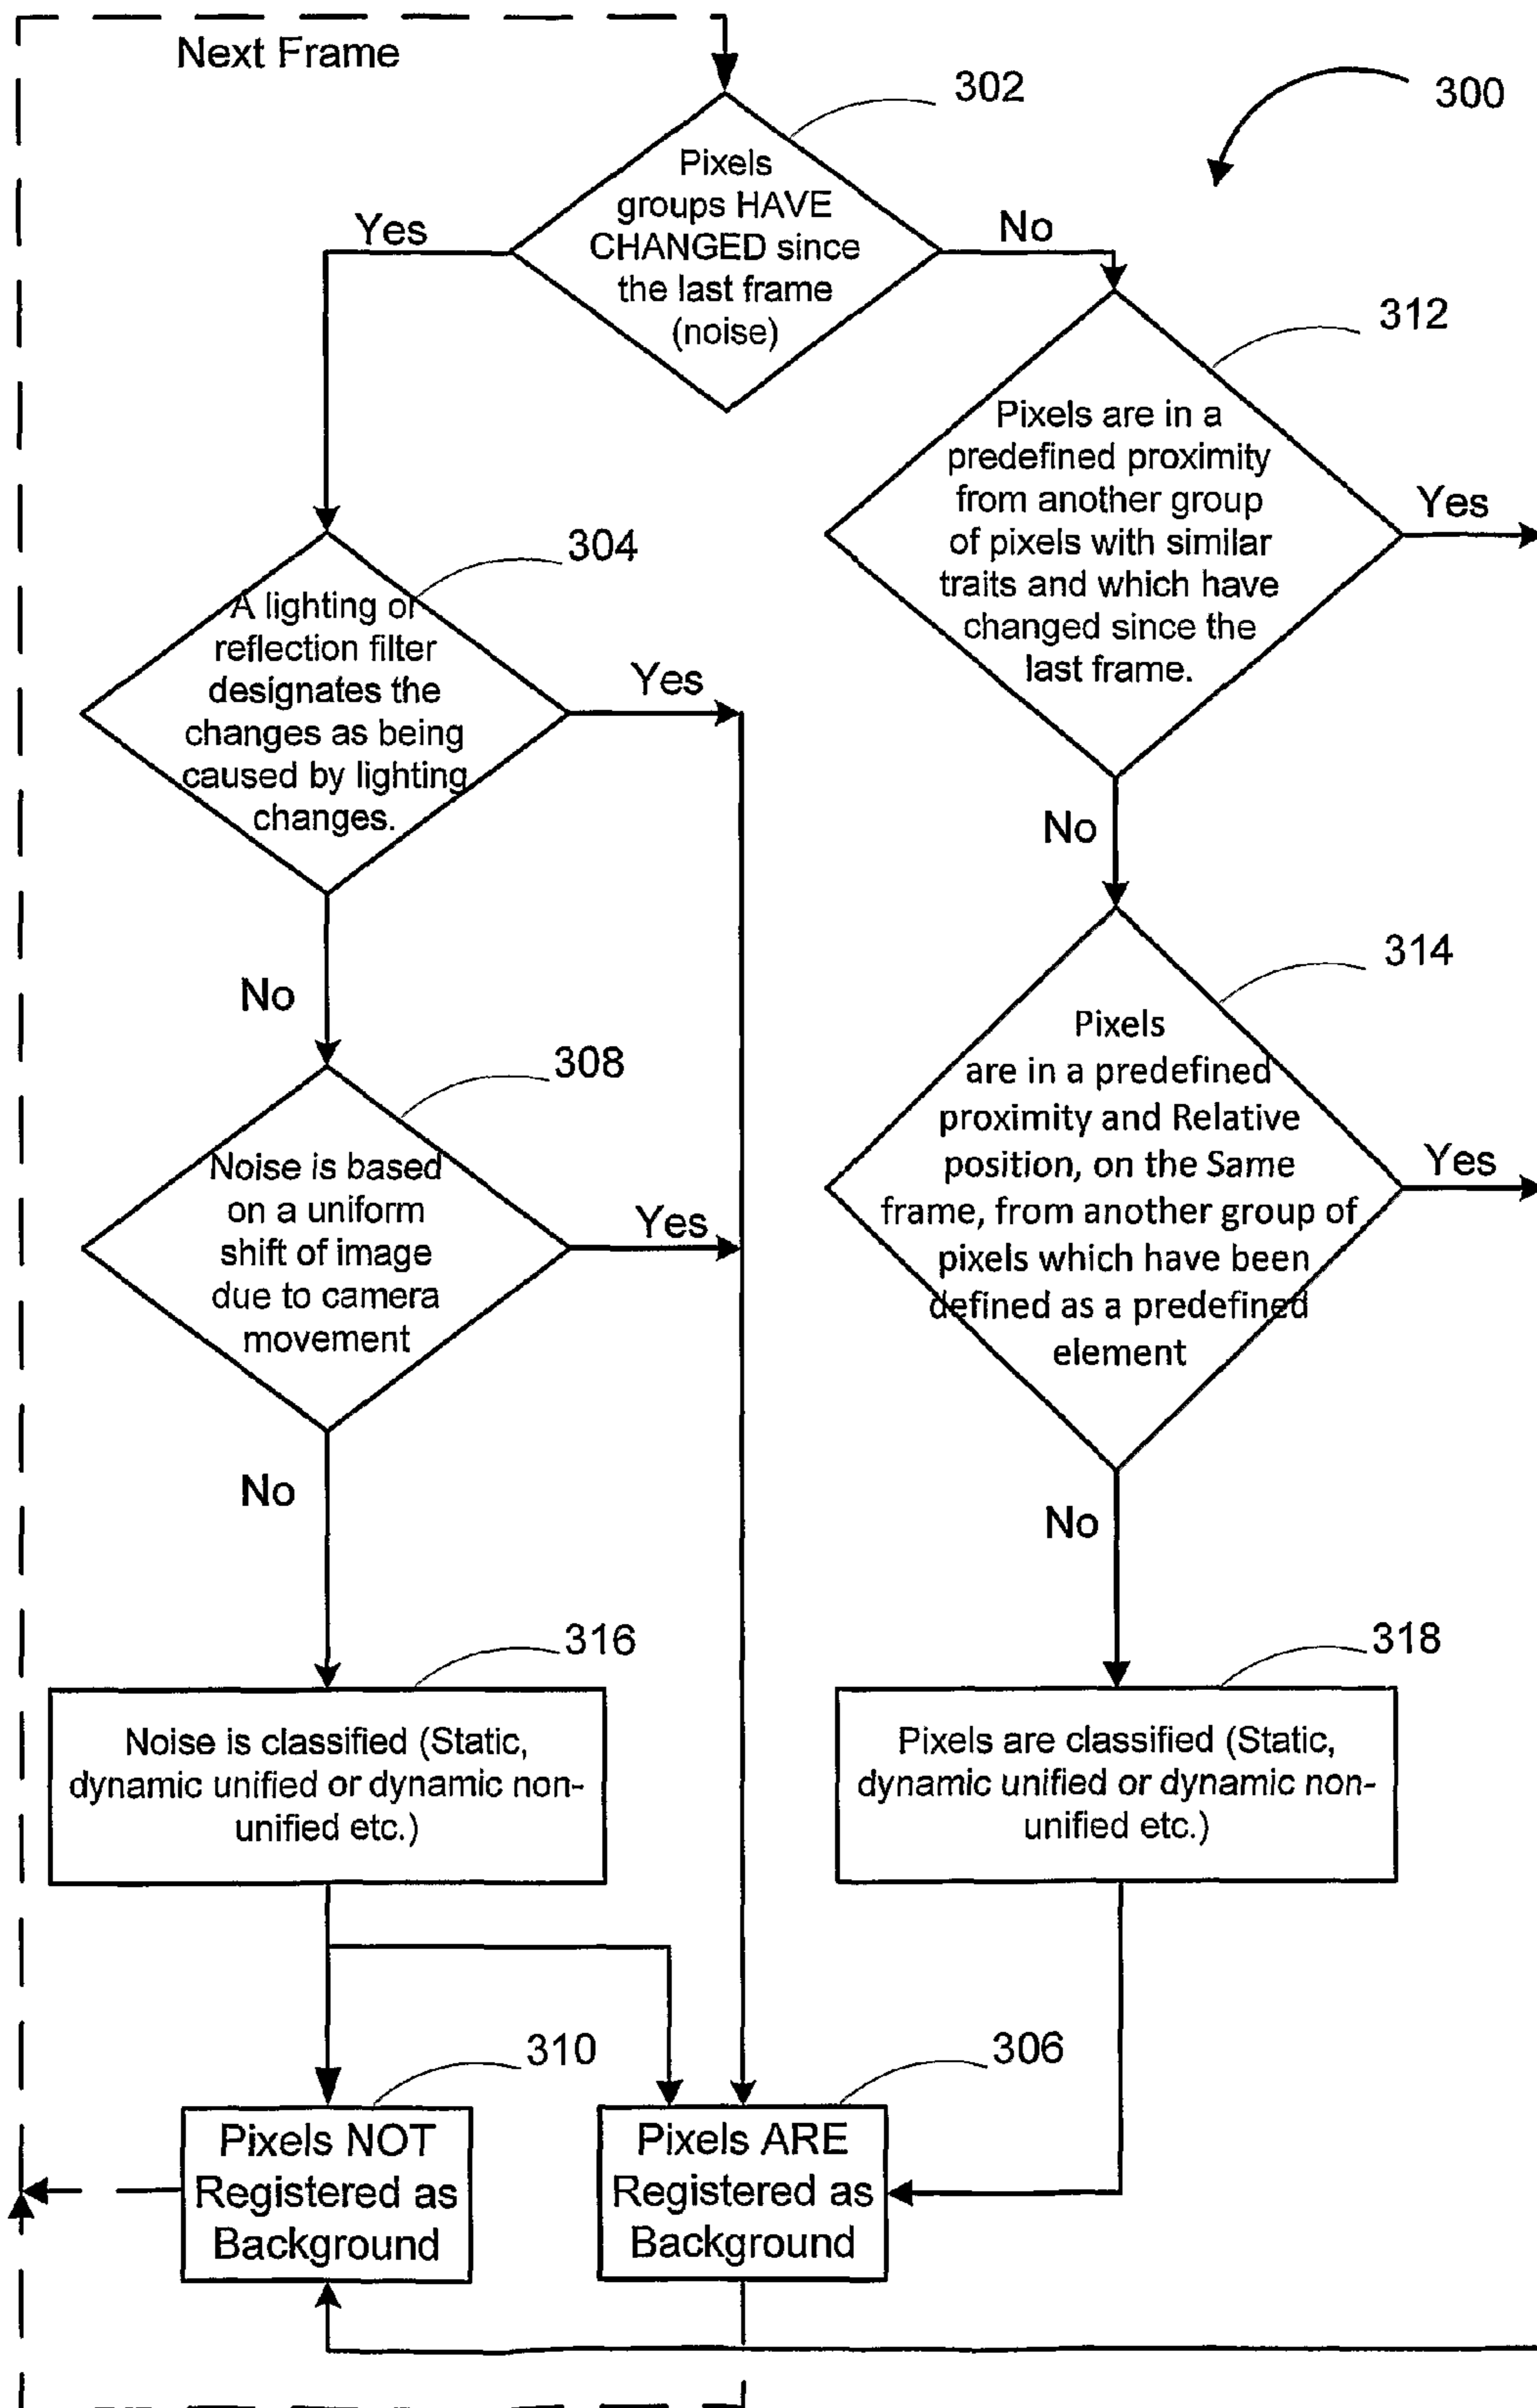 Next Frame
302
300
Pixels
groups HAVE
CHANGED since
the last frame
(noise)
Yes
No
312
Pixels are in a
predefined proximity
from another group
of pixels with similar
traits and which have
changed since the
last frame.
Yes
No
304
A lighting or
reflection filter
designates the
changes as being
caused by lighting
changes.
Yes
No
314
Pixels
are in a predefined
proximity and Relative
position, on the Same
frame, from another group of
pixels which have been
defined as a predefined
element
Yes
No
308
Noise is based
on a uniform
shift of image
due to camera
movement
Yes
No
316
Noise is classified (Static,
dynamic unified or dynamic non-
unified etc.)
318
Pixels are classified (Static,
dynamic unified or dynamic non-
unified etc.)
310
Pixels NOT
Registered as
Background
306
Pixels ARE
Registered as
Background